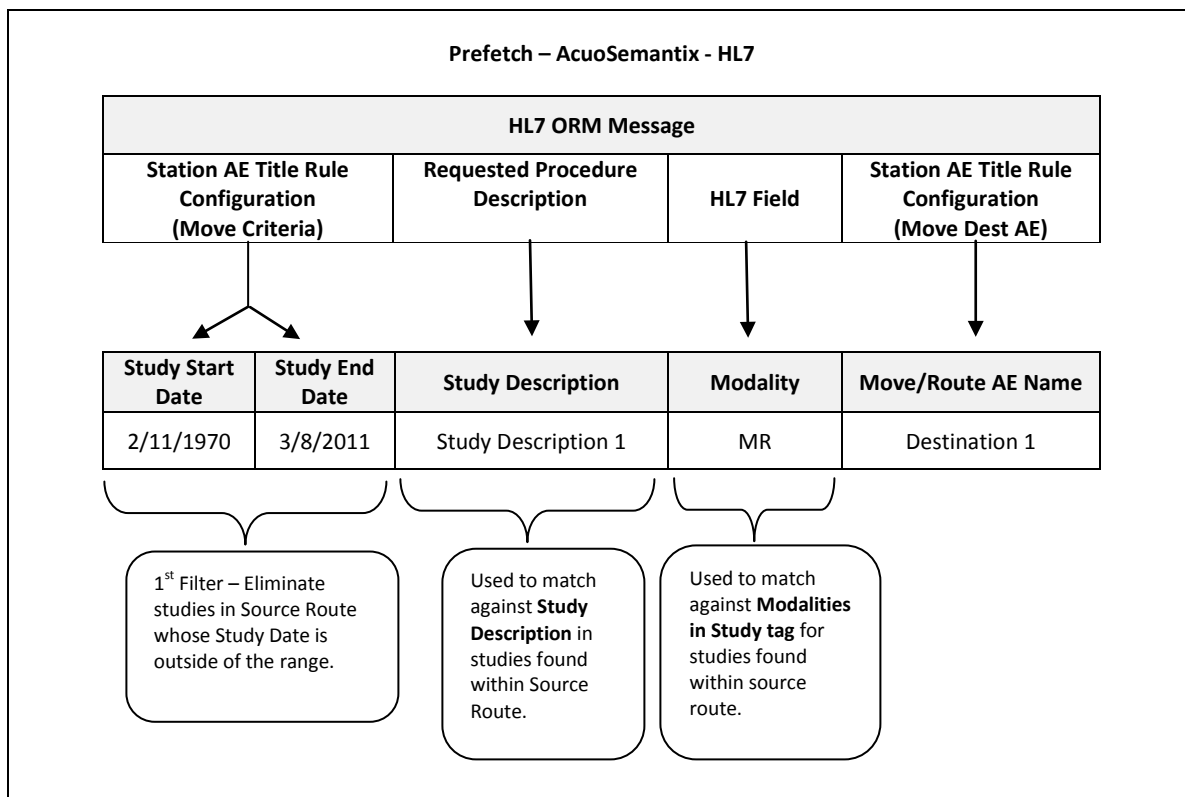 Prefetch – AcuoSemantix - HL7
HL7 ORM Message
Station AE Title Rule
Configuration
(Move Criteria)
Requested Procedure
Description
HL7 Field
Station AE Title Rule
Configuration
(Move Dest AE)
Study Start
Date
Study End
Date
Study Description
Modality
Move/Route AE Name
2/11/1970
3/8/2011
Study Description 1
MR
Destination 1
1st Filter – Eliminate
studies in Source Route
whose Study Date is
outside of the range.
Used to match
against Study
Description in
studies found
within Source
Route.
Used to match
against Modalities
in Study tag for
studies found
within source
route.